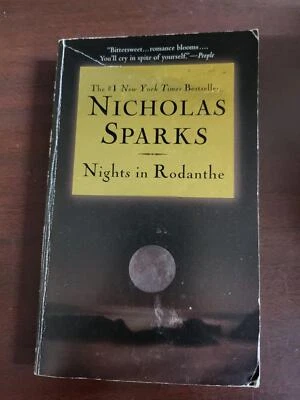 "Bittersweet...romance blooms....
You'll cry in spite of yourself."—People
The #1 New York Times Bestseller
NICHOLAS
SPARKS
Nights in Rodanthe